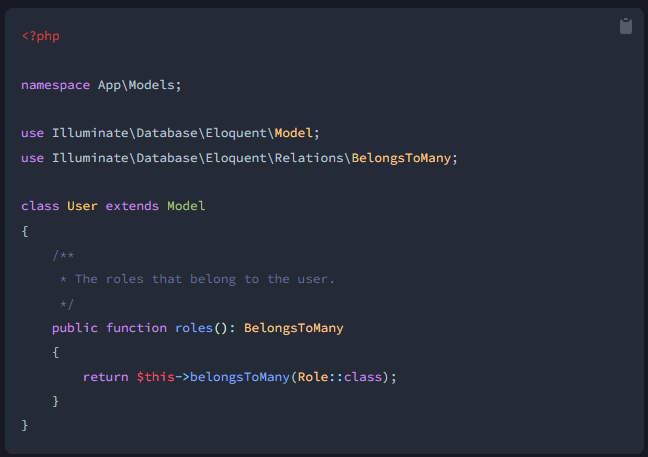 <?php
namespace App\Models;
use Illuminate\Database\Eloquent\Model;
use Illuminate\Database\Eloquent\Relations\BelongsToMany;
class User extends Model
{
    /**
     * The roles that belong to the user.
     */
    public function roles(): BelongsToMany
    {
        return $this->belongsToMany(Role::class);
    }
}